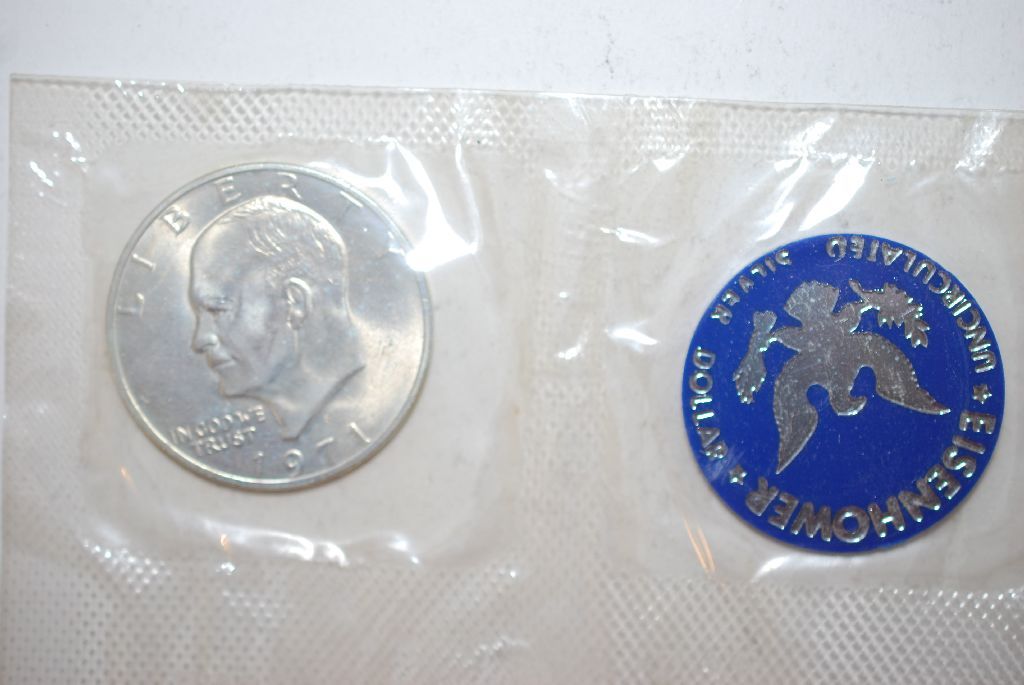 LIBERTY
IN GOD WE
TRUST
1971
EISENHOWER
UNCIRCULATED SILVER DOLLAR